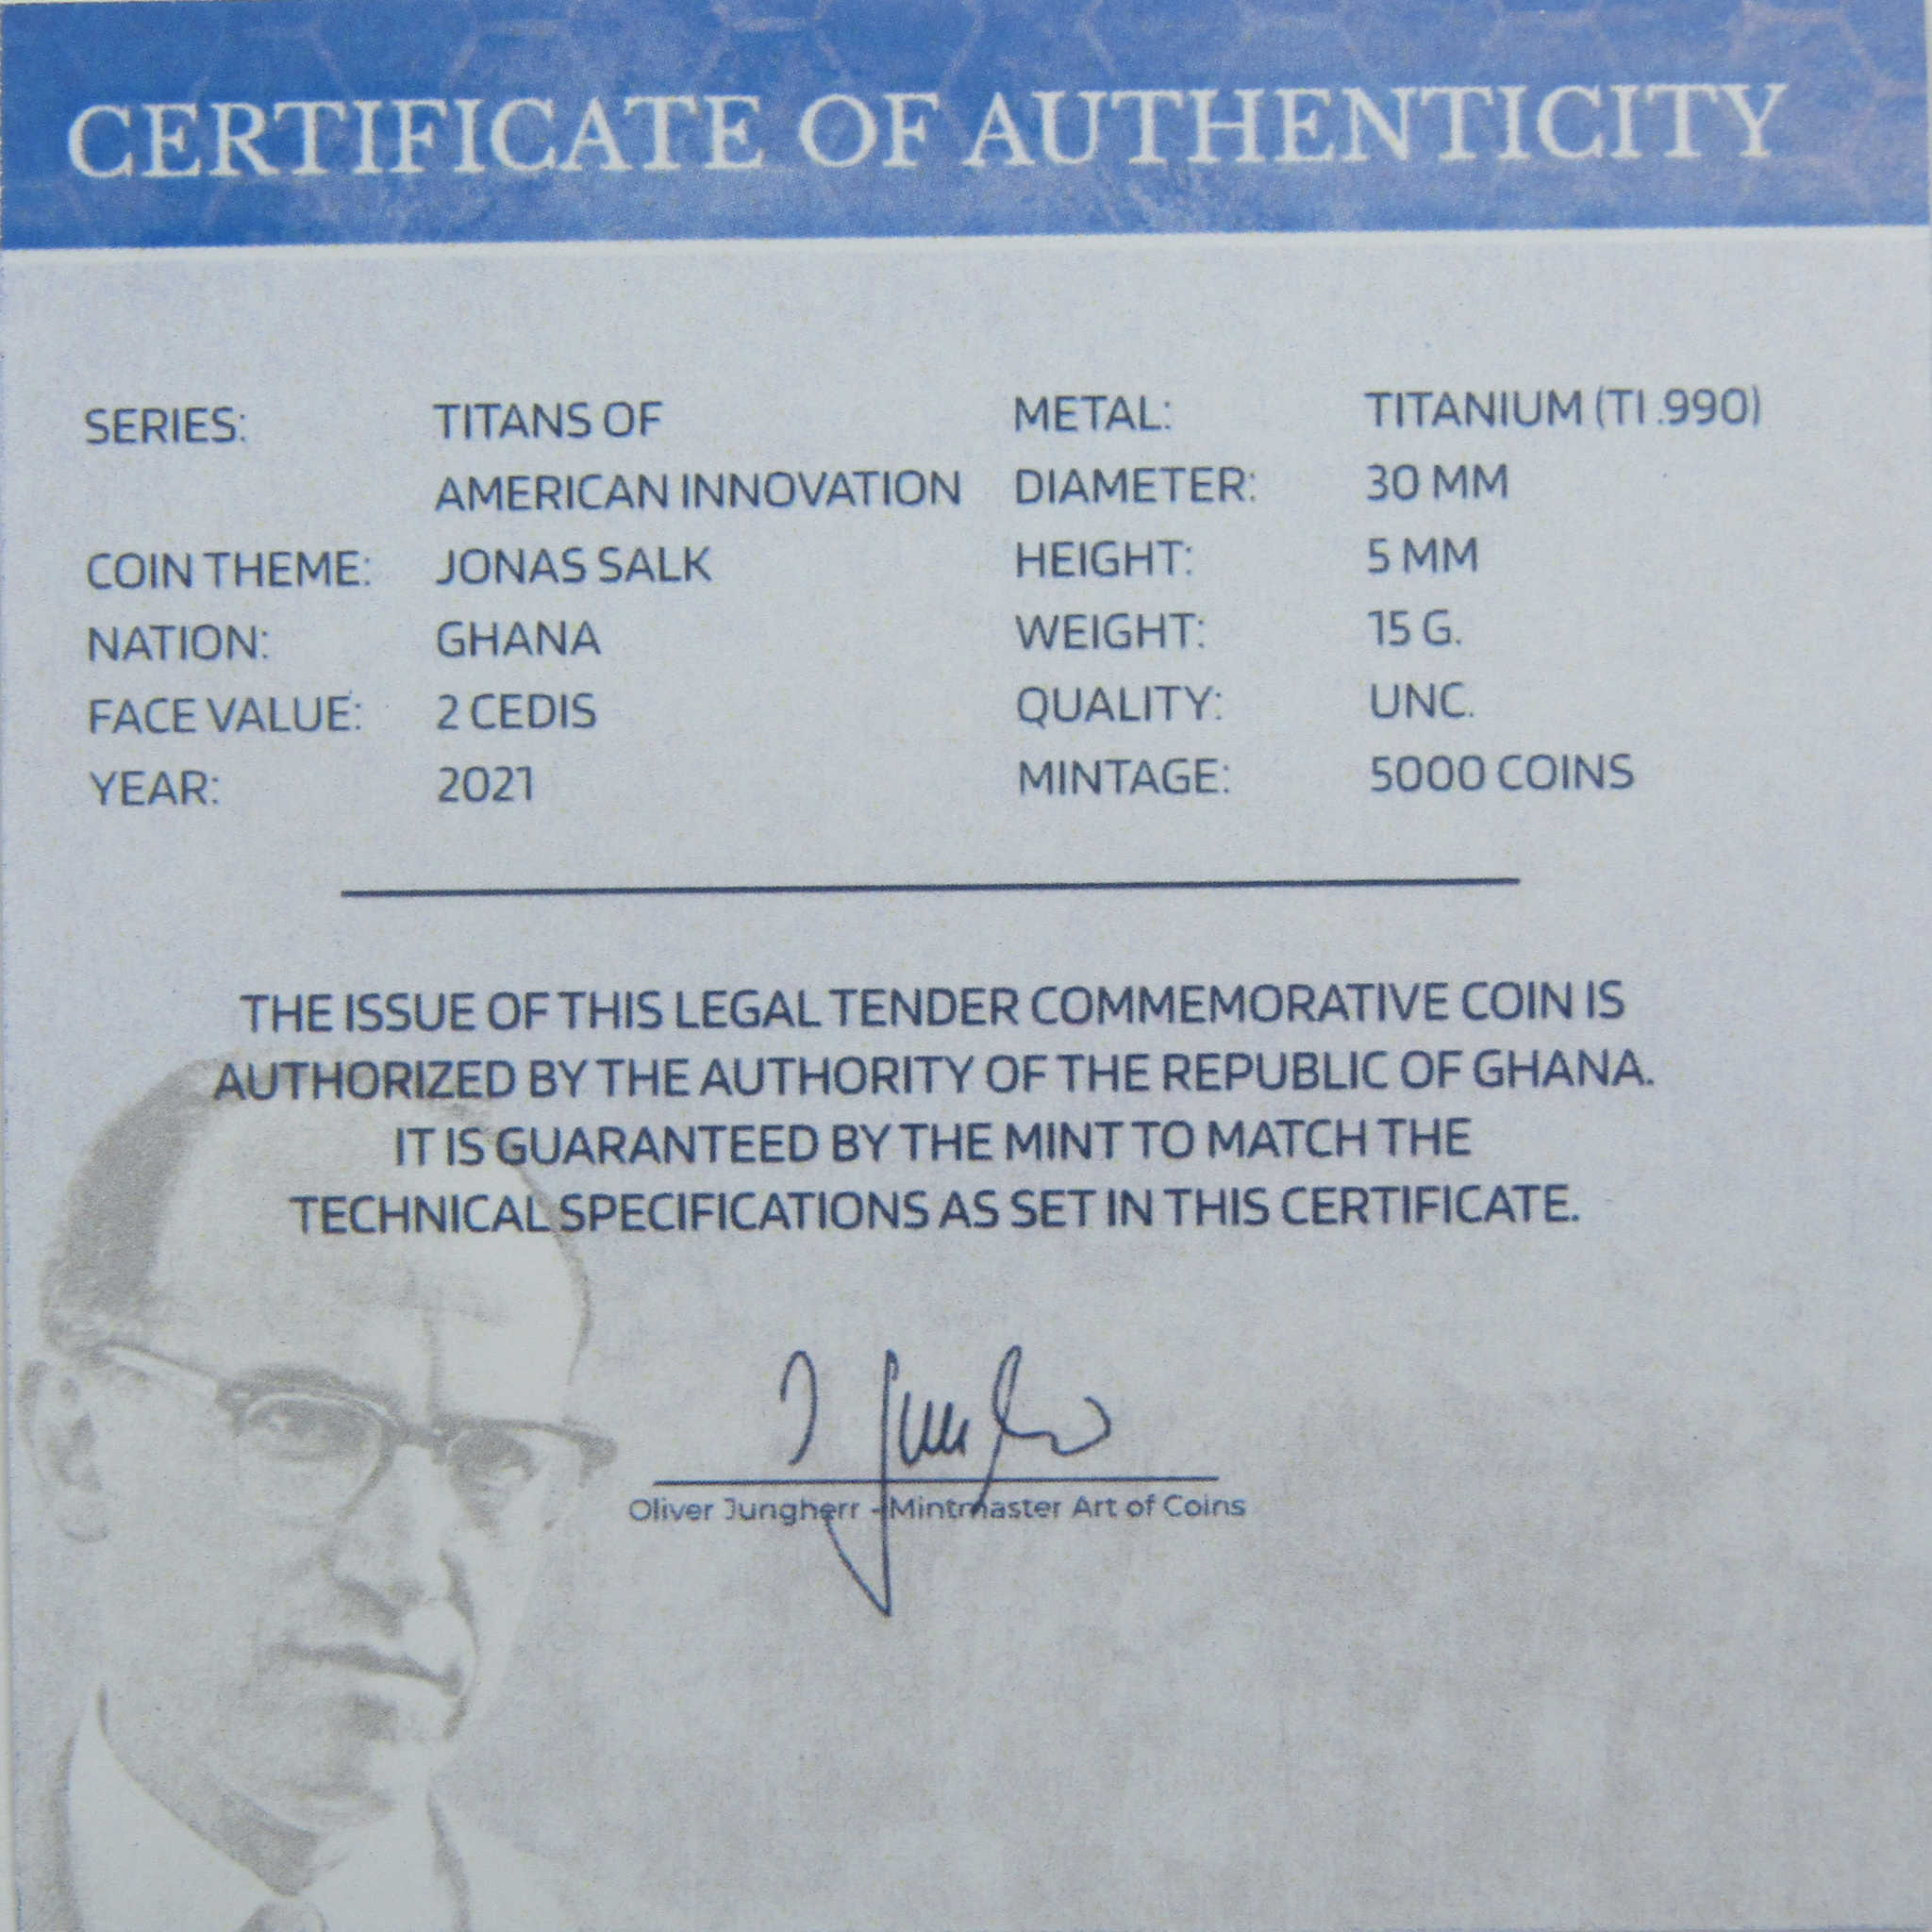 CERTIFICATE OF AUTHENTICITY
SERIES: TITANS OF
AMERICAN INNOVATION
COIN THEME: JONAS SALK
NATION: GHANA
FACE VALUE: 2 CEDIS
YEAR: 2021
METAL: TITANIUM (TI .990)
DIAMETER: 30 MM
HEIGHT: 5 MM
WEIGHT: 15 G.
QUALITY: UNC.
MINTAGE: 5000 COINS
THE ISSUE OF THIS LEGAL TENDER COMMEMORATIVE COIN IS
AUTHORIZED BY THE AUTHORITY OF THE REPUBLIC OF GHANA.
IT IS GUARANTEED BY THE MINT TO MATCH THE
TECHNICAL SPECIFICATIONS AS SET IN THIS CERTIFICATE.
Oliver Jungherr - Mintmaster Art of Coins